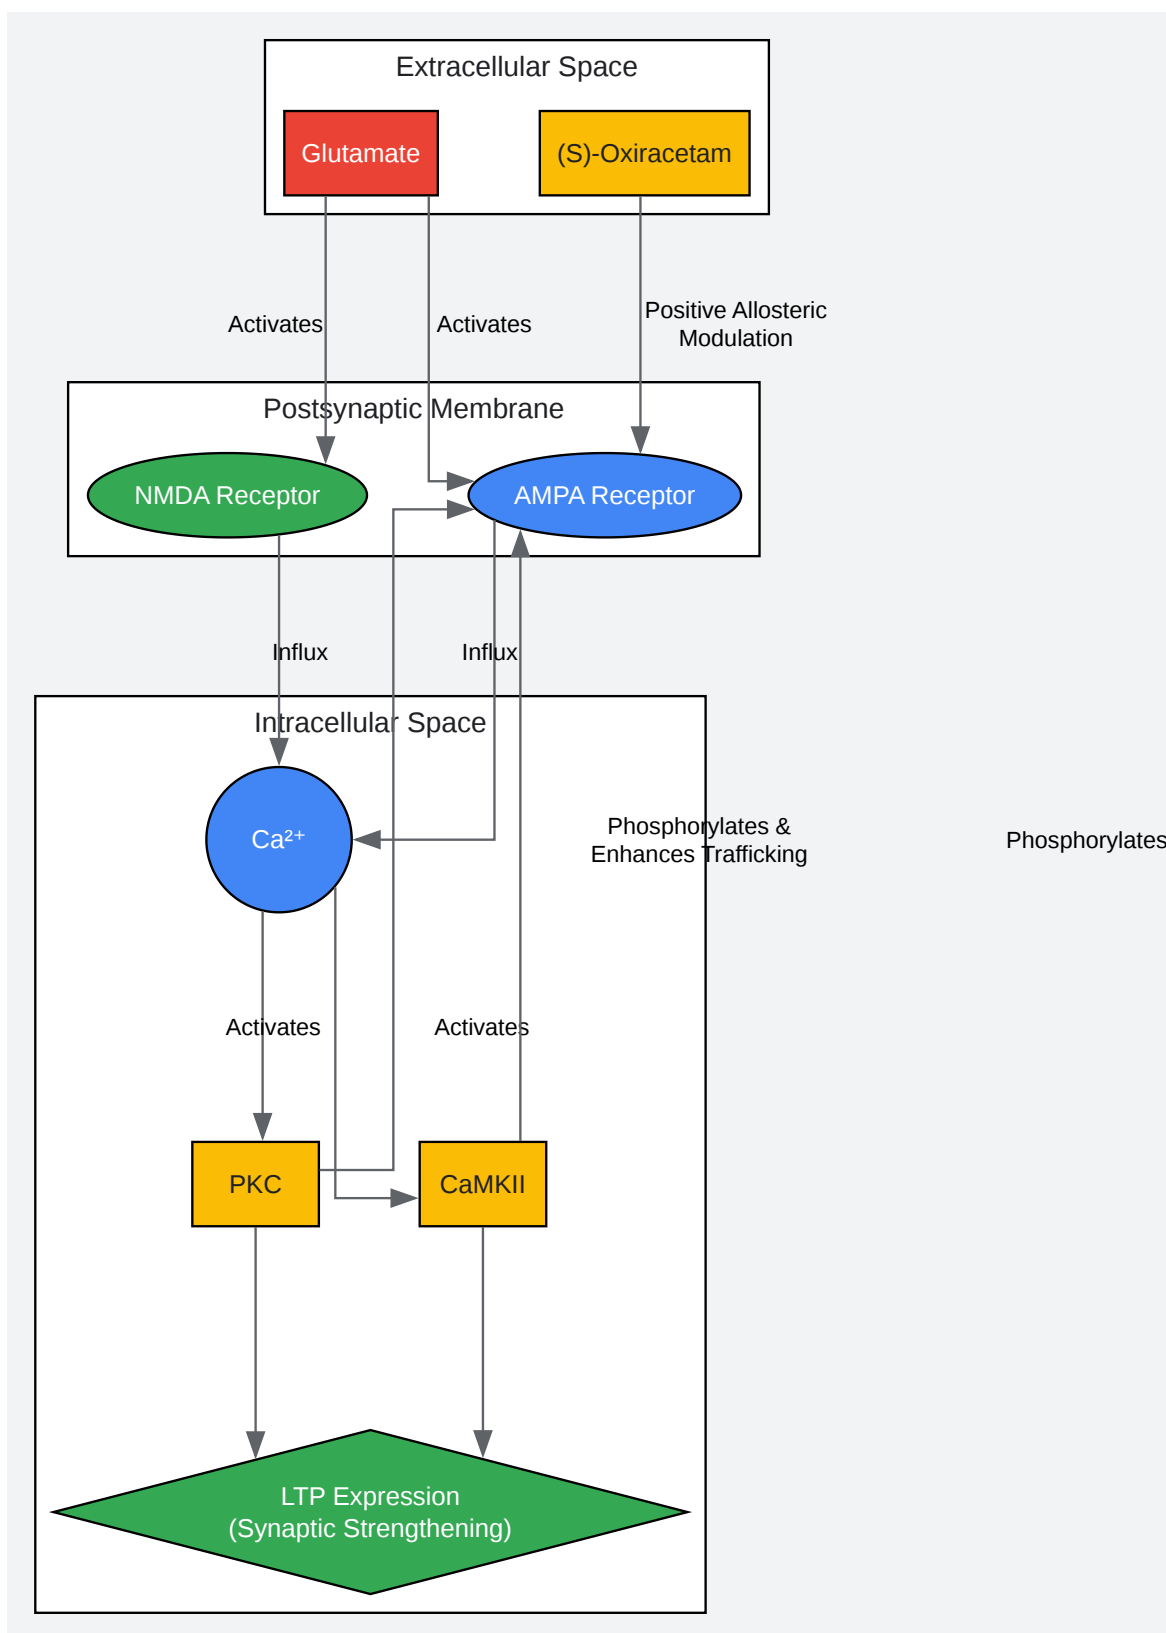 Extracellular Space
Glutamate
(S)-Oxiracetam
Activates
Activates
Positive Allosteric
Modulation
Postsynaptic Membrane
NMDA Receptor
AMPA Receptor
Influx
Influx
Intracellular Space
Ca²⁺
Phosphorylates &
Enhances Trafficking
Phosphorylates
Activates
Activates
PKC
CaMKII
LTP Expression
(Synaptic Strengthening)